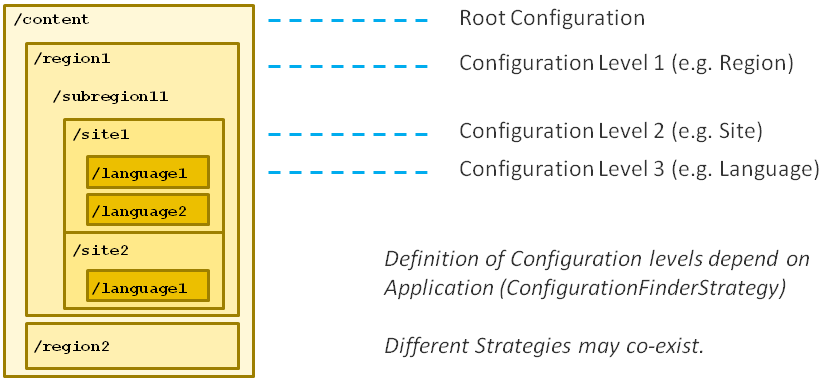 /content
Root Configuration
/region1
Configuration Level 1 (e.g. Region)
/subregion11
/site1
Configuration Level 2 (e.g. Site)
/language1
Configuration Level 3 (e.g. Language)
/language2
/site2
/language1
Definition of Configuration levels depend on
Application (ConfigurationFinderStrategy)
/region2
Different Strategies may co-exist.